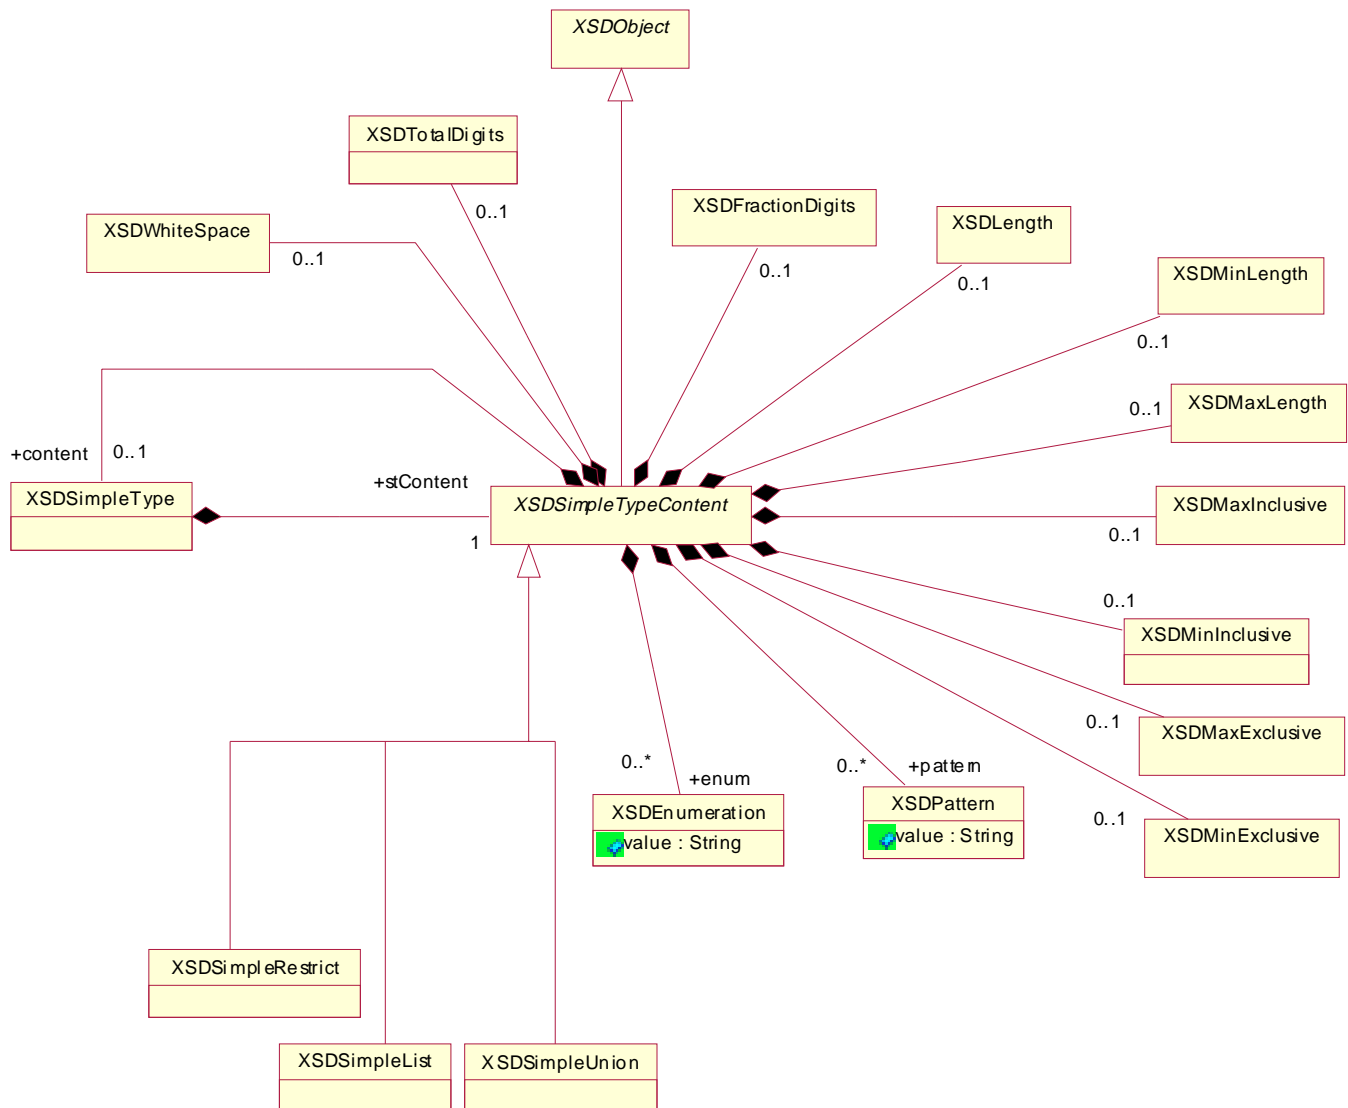 XSDObject
XSDTotalDigits
0..1
XSDFractionDigits
0..1
XSDLength
0..1
XSDWhiteSpace
0..1
XSDMinLength
0..1
XSDMaxLength
0..1
+content
0..1
XSDSimpleType
+stContent
1
XSDSimpleTypeContent
XSDMaxInclusive
0..1
0..1
XSDMinInclusive
0..1
XSDMaxExclusive
0..*
+enum
XSDEnumeration
value : String
0..*
+pattern
XSDPattern
value : String
0..1
XSDMinExclusive
XSDSimpleRestrict
XSDSimpleList
XSDSimpleUnion